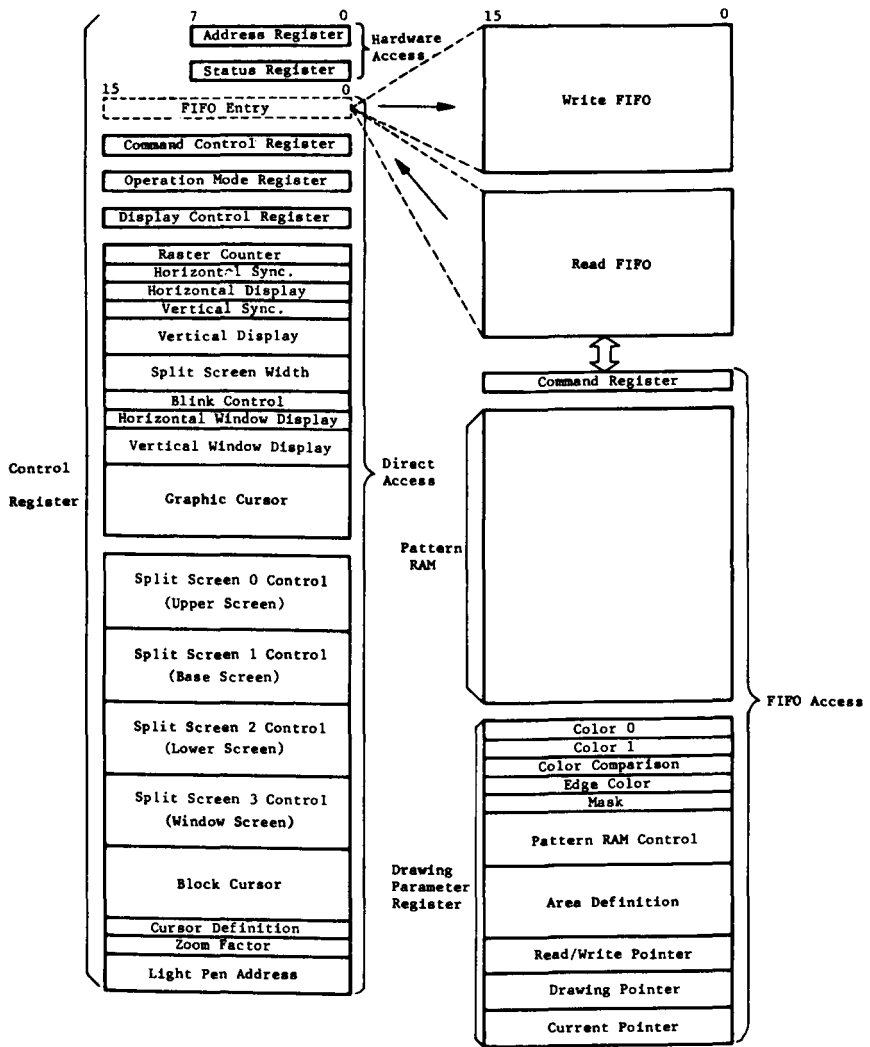 7 0
Address Register
Status Register
Hardware
Access
15 0
FIFO Entry
Command Control Register
Operation Mode Register
Display Control Register
Raster Counter
Horizontal Sync.
Horizontal Display
Vertical Sync.
Vertical Display
Split Screen Width
Blink Control
Horizontal Window Display
Vertical Window Display
Graphic Cursor
Split Screen 0 Control
(Upper Screen)
Split Screen 1 Control
(Base Screen)
Split Screen 2 Control
(Lower Screen)
Split Screen 3 Control
(Window Screen)
Block Cursor
Cursor Definition
Zoom Factor
Light Pen Address
Control
Register
Direct
Access
15 0
Write FIFO
Read FIFO
Command Register
Pattern
RAM
Color 0
Color 1
Color Comparison
Edge Color
Mask
Pattern RAM Control
Area Definition
Read/Write Pointer
Drawing Pointer
Current Pointer
Drawing
Parameter
Register
FIFO Access